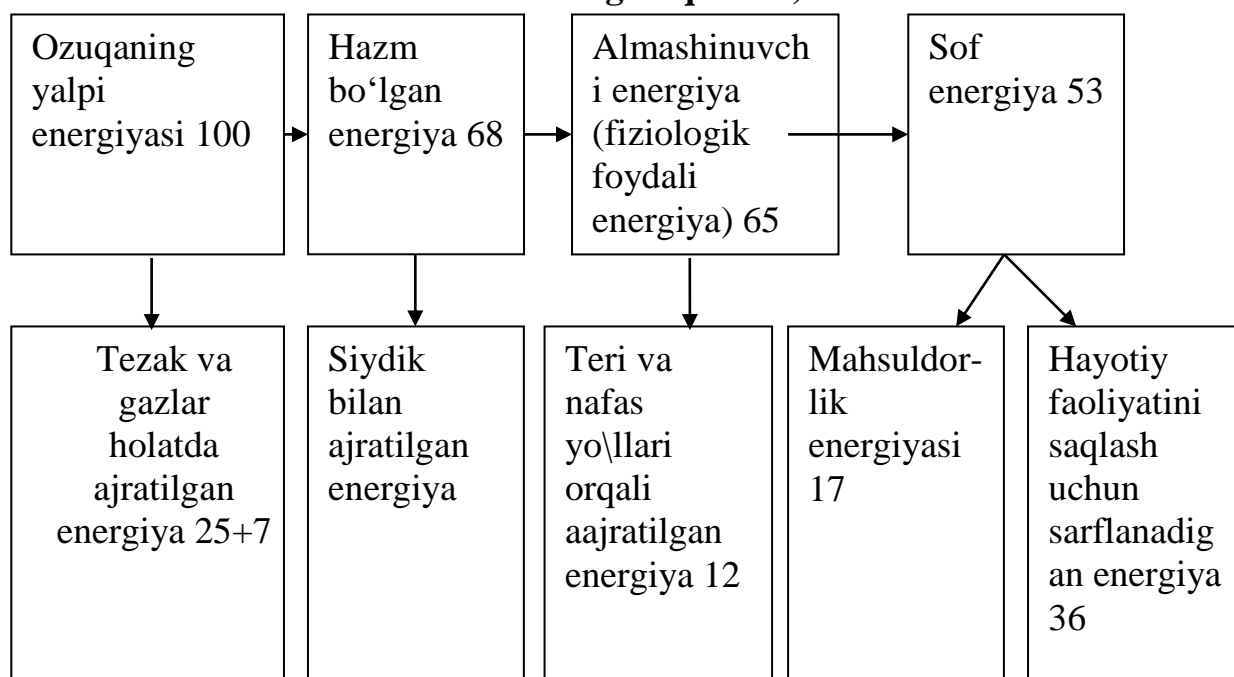 Ozuqaning
yalpi
energiyasi 100
Hazm
bo‘lgan
energiya 68
Almashinuvch
i energiya
(fiziologik
foydali
energiya) 65
Sof
energiya 53
Tezak va
gazlar
holatda
ajratilgan
energiya 25+7
Siydik
bilan
ajratilgan
energiya
Teri va
nafas
yo\llari
orqali
aajratilgan
energiya 12
Mahsuldor-
lik
energiyasi
17
Hayotiy
faoliyatini
saqlash
uchun
sarflanadig
an energiya
36